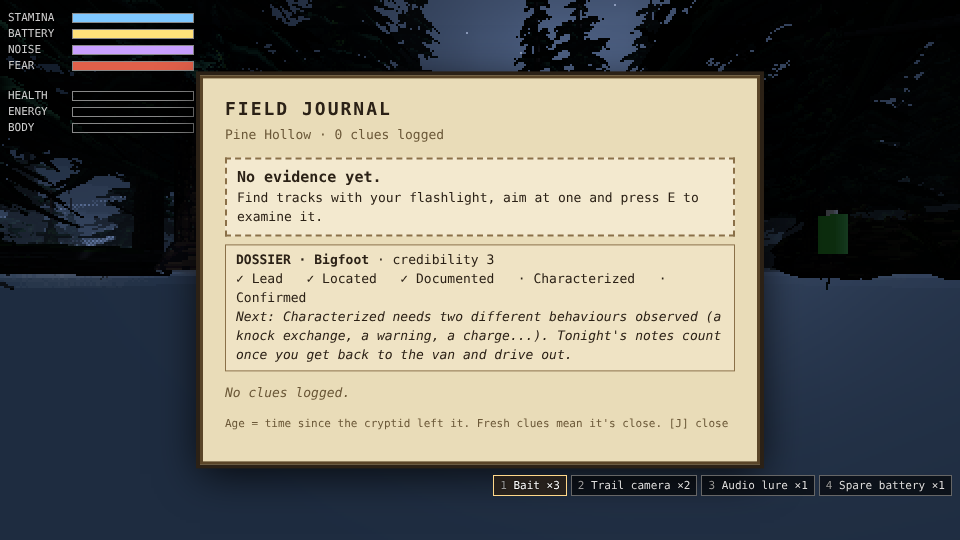 STAMINA
BATTERY
NOISE
FEAR
HEALTH
ENERGY
BODY
FIELD JOURNAL
Pine Hollow · 0 clues logged
No evidence yet.
Find tracks with your flashlight, aim at one and press E to
examine it.
DOSSIER · Bigfoot · credibility 3
✓ Lead ✓ Located ✓ Documented · Characterized ·
Confirmed
Next: Characterized needs two different behaviours observed (a
knock exchange, a warning, a charge...). Tonight's notes count
once you get back to the van and drive out.
No clues logged.
Age = time since the cryptid left it. Fresh clues mean it's close. [J] close
1 Bait ×3 2 Trail camera ×2 3 Audio lure ×1 4 Spare battery ×1